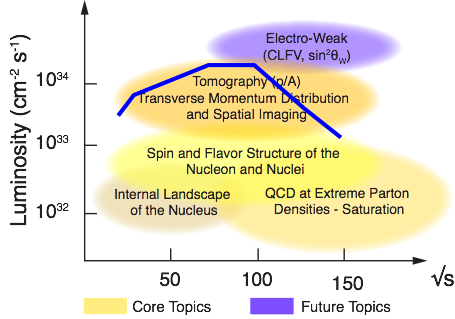 Electro-Weak
(CLFV, sin²θW)
Tomography (p/A)
Transverse Momentum Distribution
and Spatial Imaging
Spin and Flavor Structure of the
Nucleon and Nuclei
Internal Landscape
of the Nucleus
QCD at Extreme Parton
Densities - Saturation
Luminosity (cm⁻² s⁻¹)
10³⁴
10³³
10³²
50
100
150
√s
Core Topics
Future Topics